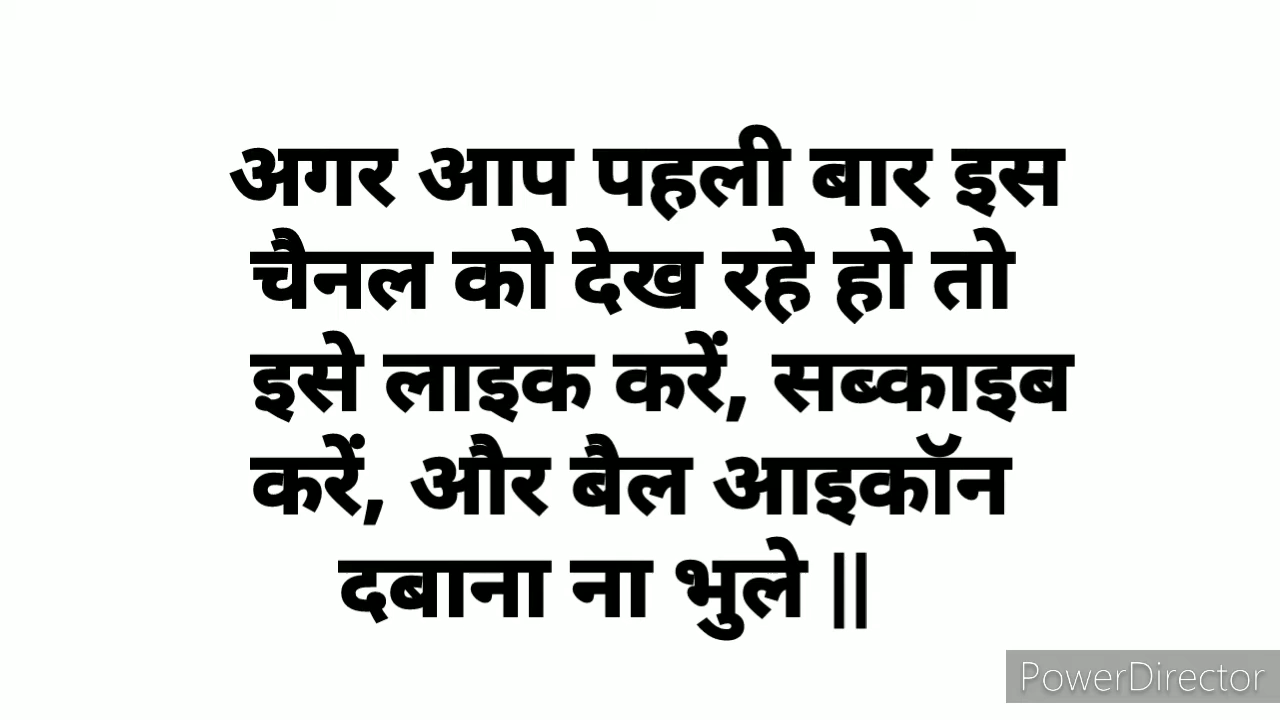 अगर आप पहली बार इस
चैनल को देख रहे हो तो
इसे लाइक करें, सब्काइब
करें, और बैल आइकॉन
दबाना ना भुले ||
PowerDirector